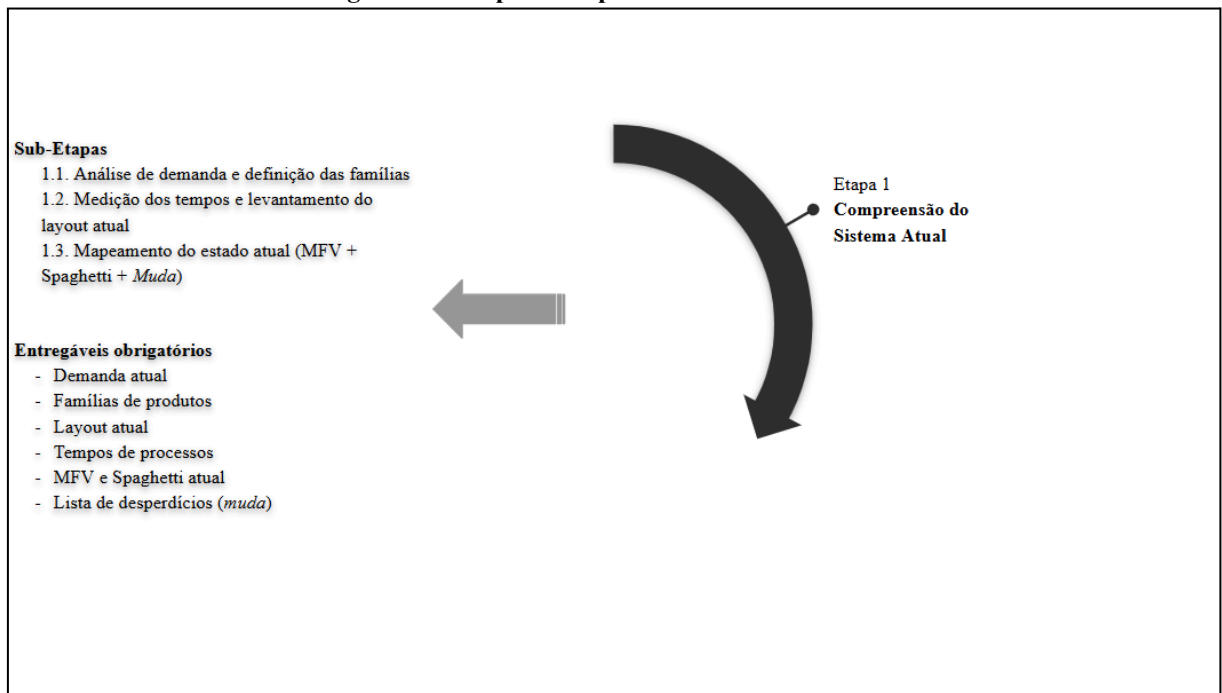 Sub-Etapas
1.1. Análise de demanda e definição das famílias
1.2. Medição dos tempos e levantamento do
layout atual
1.3. Mapeamento do estado atual (MFV +
Spaghetti + Muda)
Entregáveis obrigatórios
- Demanda atual
- Famílias de produtos
- Layout atual
- Tempos de processos
- MFV e Spaghetti atual
- Lista de desperdícios (muda)
Etapa 1
Compreensão do
Sistema Atual